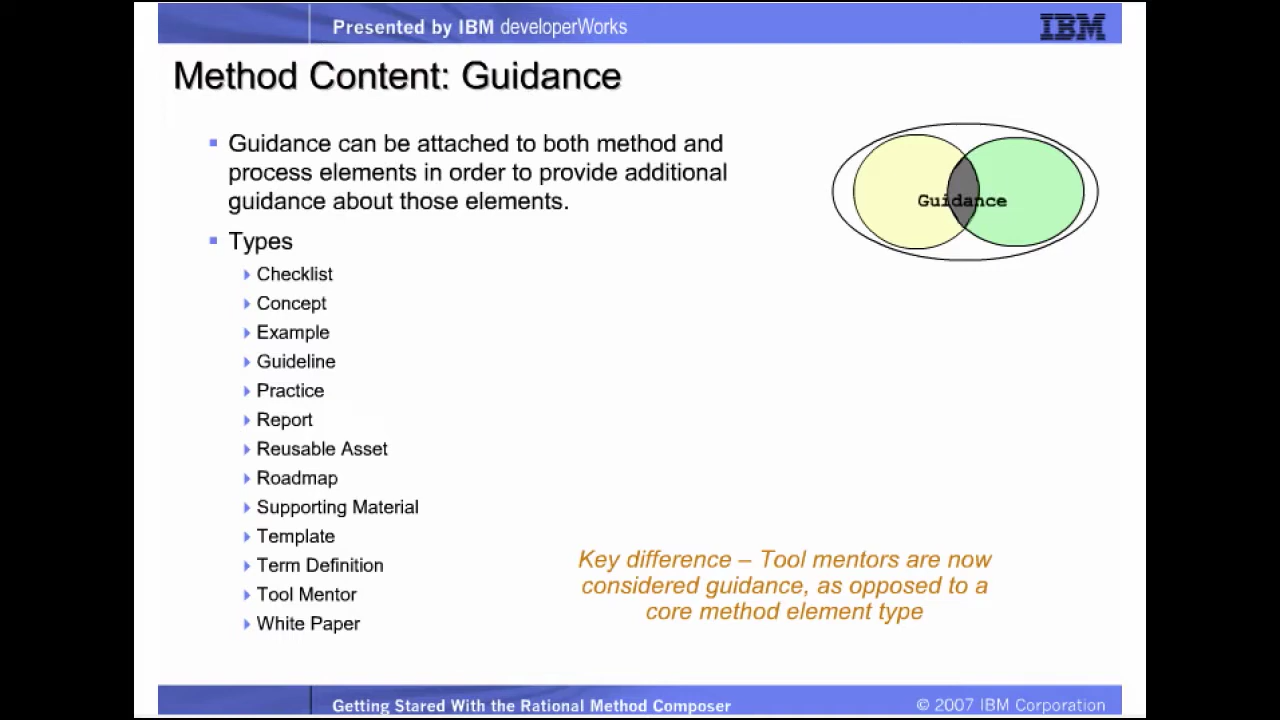 Presented by IBM developerWorks
IBM
Method Content: Guidance
Guidance can be attached to both method and
process elements in order to provide additional
guidance about those elements.
Guidance
Types
Checklist
Concept
Example
Guideline
Practice
Report
Reusable Asset
Roadmap
Supporting Material
Template
Term Definition
Tool Mentor
White Paper
Key difference – Tool mentors are now
considered guidance, as opposed to a
core method element type
Getting Stared With the Rational Method Composer
© 2007 IBM Corporation